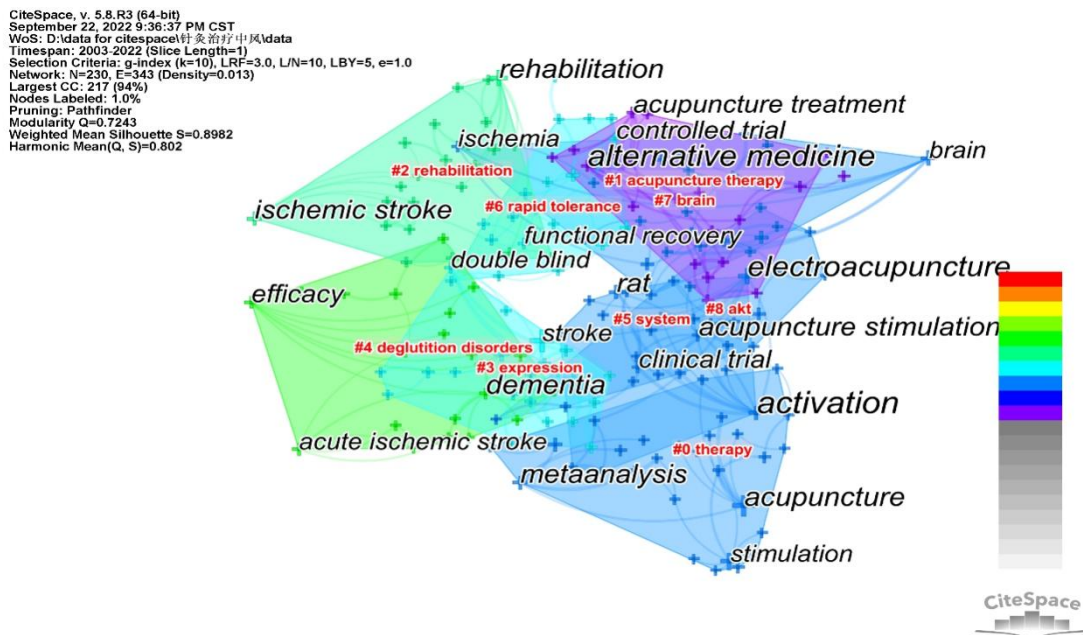 CiteSpace, v. 5.8.R3 (64-bit)
September 22, 2022 9:36:37 PM CST
WoS: D:\data for citespace\针灸治疗中风\data
Timespan: 2003-2022 (Slice Length=1)
Selection Criteria: g-index (k=10), LRF=3.0, L/N=10, LBY=5, e=1.0
Network: N=230, E=343 (Density=0.013)
Largest CC: 217 (94%)
Nodes Labeled: 1.0%
Pruning: Pathfinder
Modularity Q=0.7243
Weighted Mean Silhouette S=0.8982
Harmonic Mean(Q, S)=0.802
rehabilitation
acupuncture treatment
controlled trial
ischemia
alternative medicine
brain
#2 rehabilitation
#1 acupuncture therapy
#7 brain
#6 rapid tolerance
ischemic stroke
functional recovery
double blind
electroacupuncture
rat
efficacy
#8 akt
#5 system
acupuncture stimulation
stroke
#4 deglutition disorders
clinical trial
#3 expression
dementia
activation
acute ischemic stroke
#0 therapy
metaanalysis
acupuncture
stimulation
CiteSpace